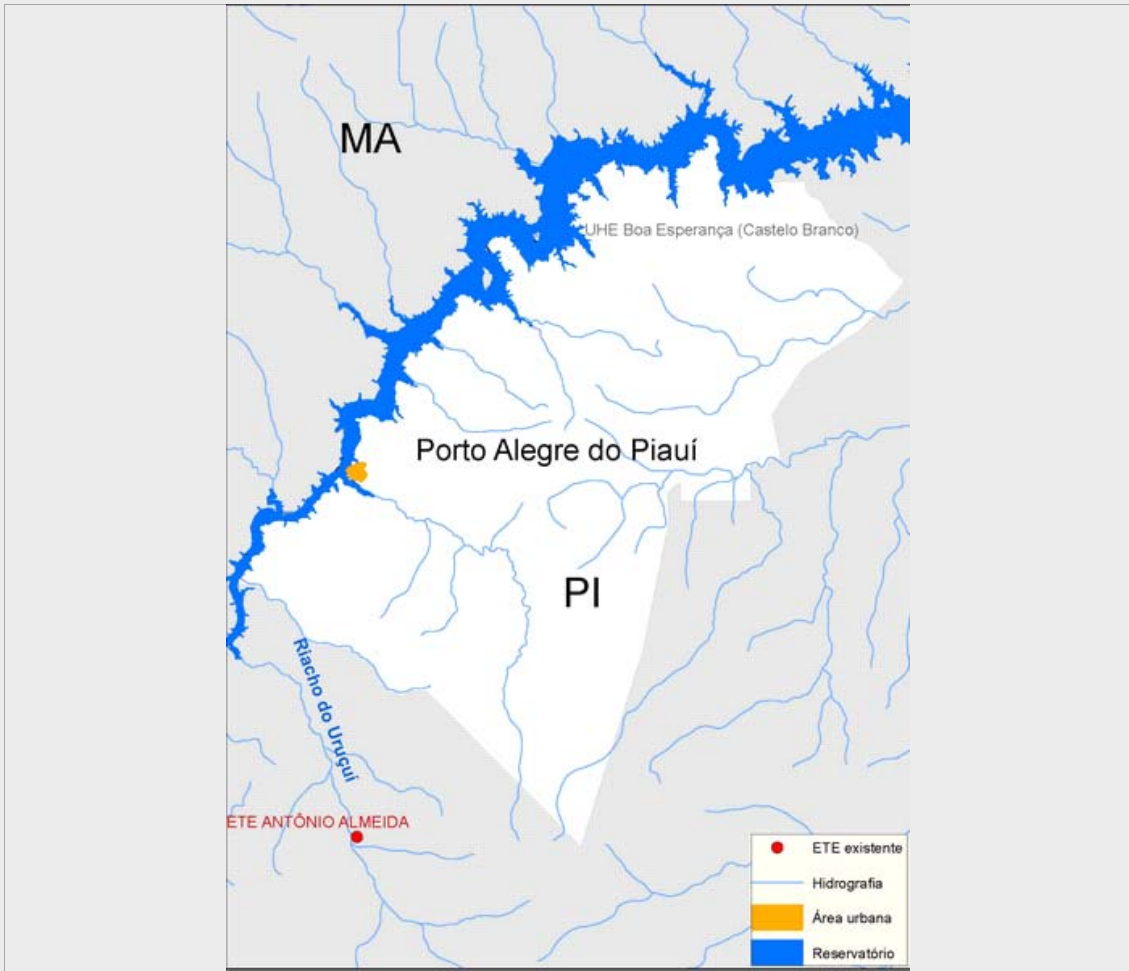 MA
UHE Boa Esperança (Castelo Branco)
Porto Alegre do Piauí
PI
Riacho do Uruçuí
ETE ANTÔNIO ALMEIDA
ETE existente
Hidrografia
Área urbana
Reservatório